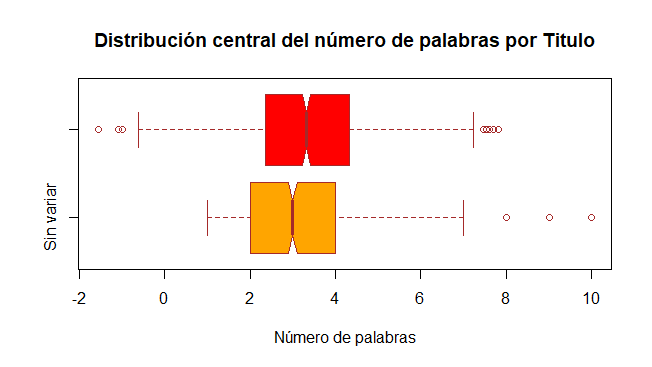 Distribución central del número de palabras por Titulo
Sin variar
-2 0 2 4 6 8 10
Número de palabras